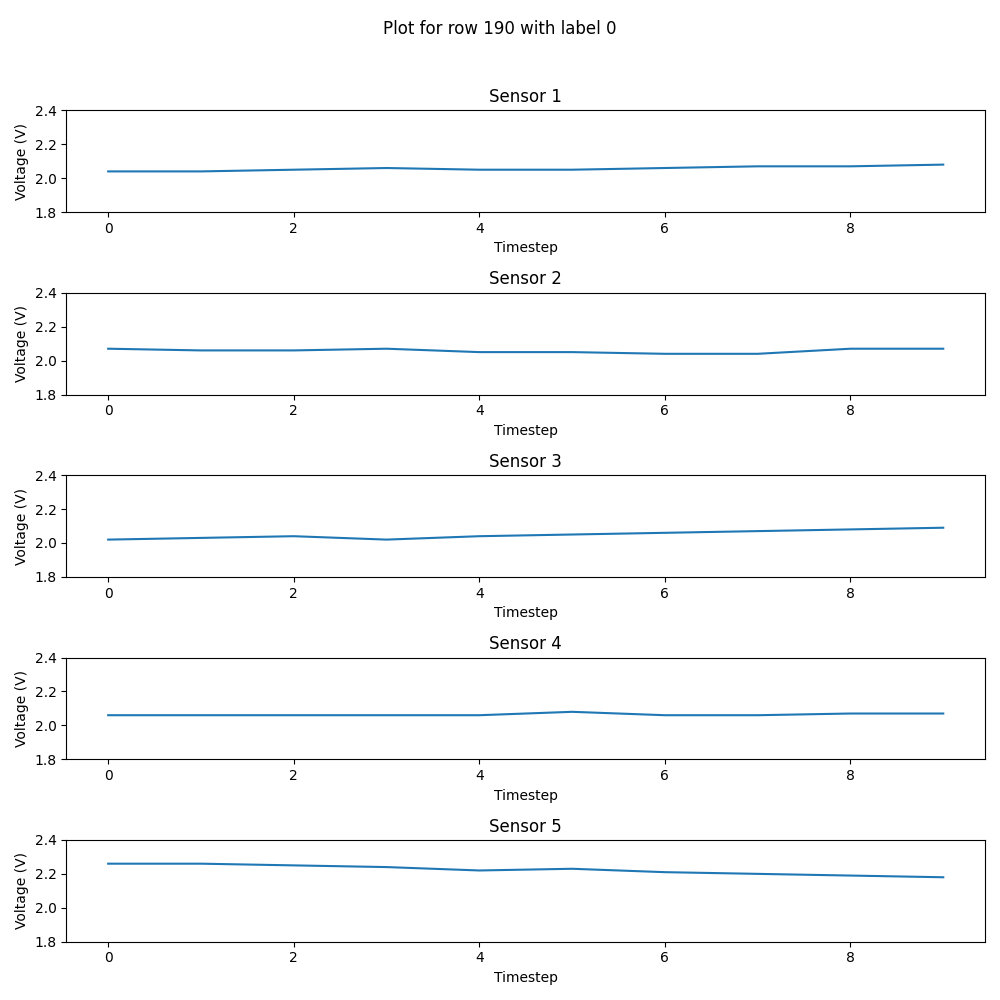 Plot for row 190 with label 0
Sensor 1
Voltage (V)
2.4
2.2
2.0
1.8
0 2 4 6 8
Timestep
Sensor 2
Voltage (V)
2.4
2.2
2.0
1.8
0 2 4 6 8
Timestep
Sensor 3
Voltage (V)
2.4
2.2
2.0
1.8
0 2 4 6 8
Timestep
Sensor 4
Voltage (V)
2.4
2.2
2.0
1.8
0 2 4 6 8
Timestep
Sensor 5
Voltage (V)
2.4
2.2
2.0
1.8
0 2 4 6 8
Timestep